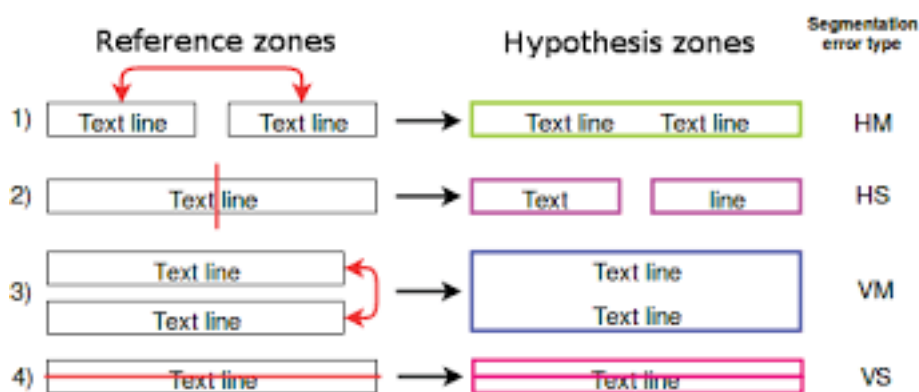 Reference zones Hypothesis zones Segmentation error type
1) Text line Text line Text line Text line HM
2) Text line Text line HS
3) Text line Text line VM
Text line Text line
4) Text line Text line VS